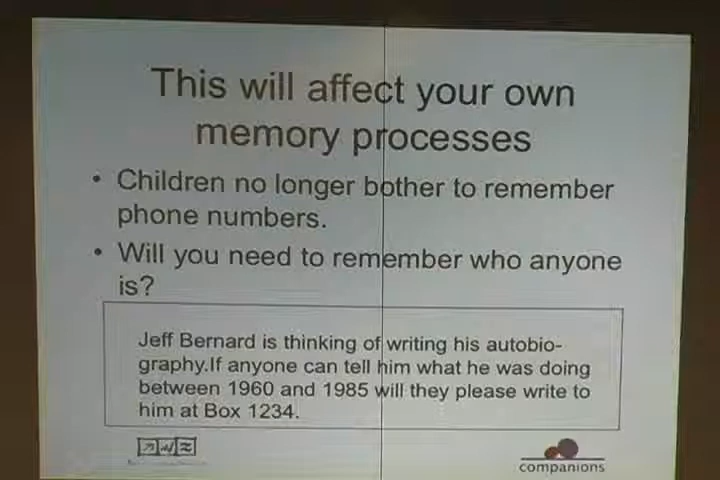 This will affect your own
memory processes
• Children no longer bother to remember
phone numbers.
• Will you need to remember who anyone
is?
Jeff Bernard is thinking of writing his autobio-
graphy.If anyone can tell him what he was doing
between 1960 and 1985 will they please write to
him at Box 1234.
companions